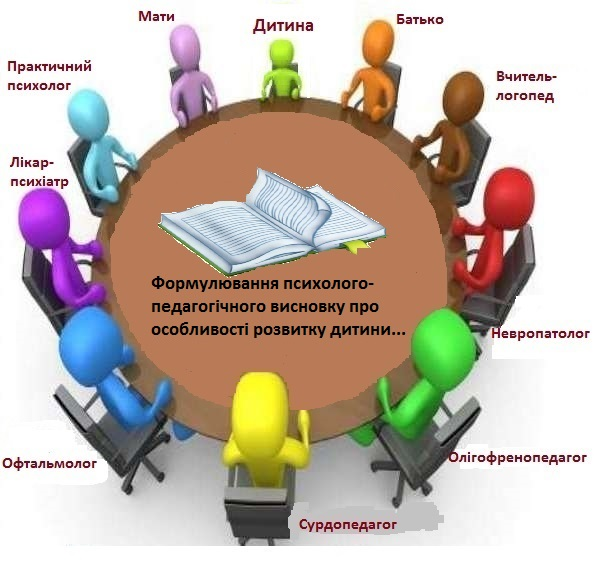 Мати
Дитина
Батько
Практичний
психолог
Вчитель-
логопед
Лікар-
психіатр
Формулювання психолого-
педагогічного висновку про
особливості розвитку дитини...
Невропатолог
Офтальмолог
Олігофренопедагог
Сурдопедагог